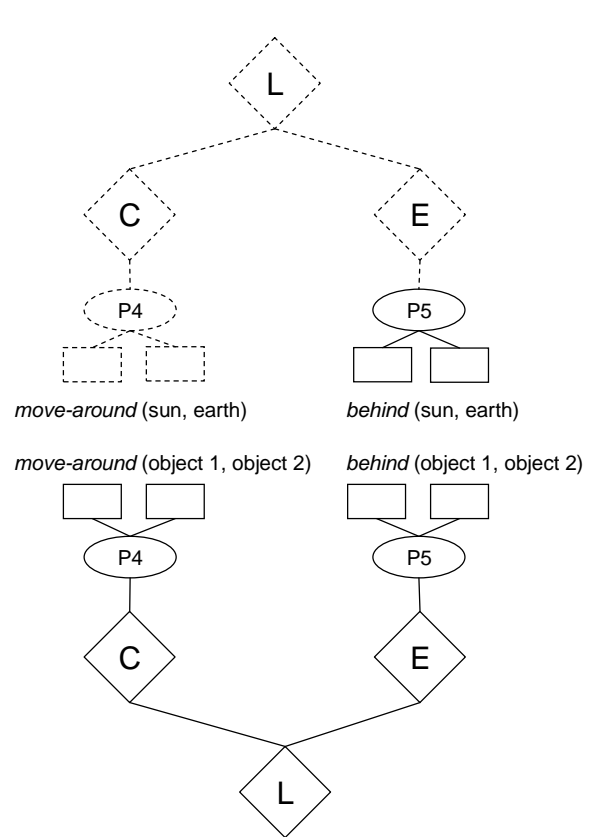 L
C E
P4 P5
move-around (sun, earth) behind (sun, earth)
move-around (object 1, object 2) behind (object 1, object 2)
P4 P5
C E
L